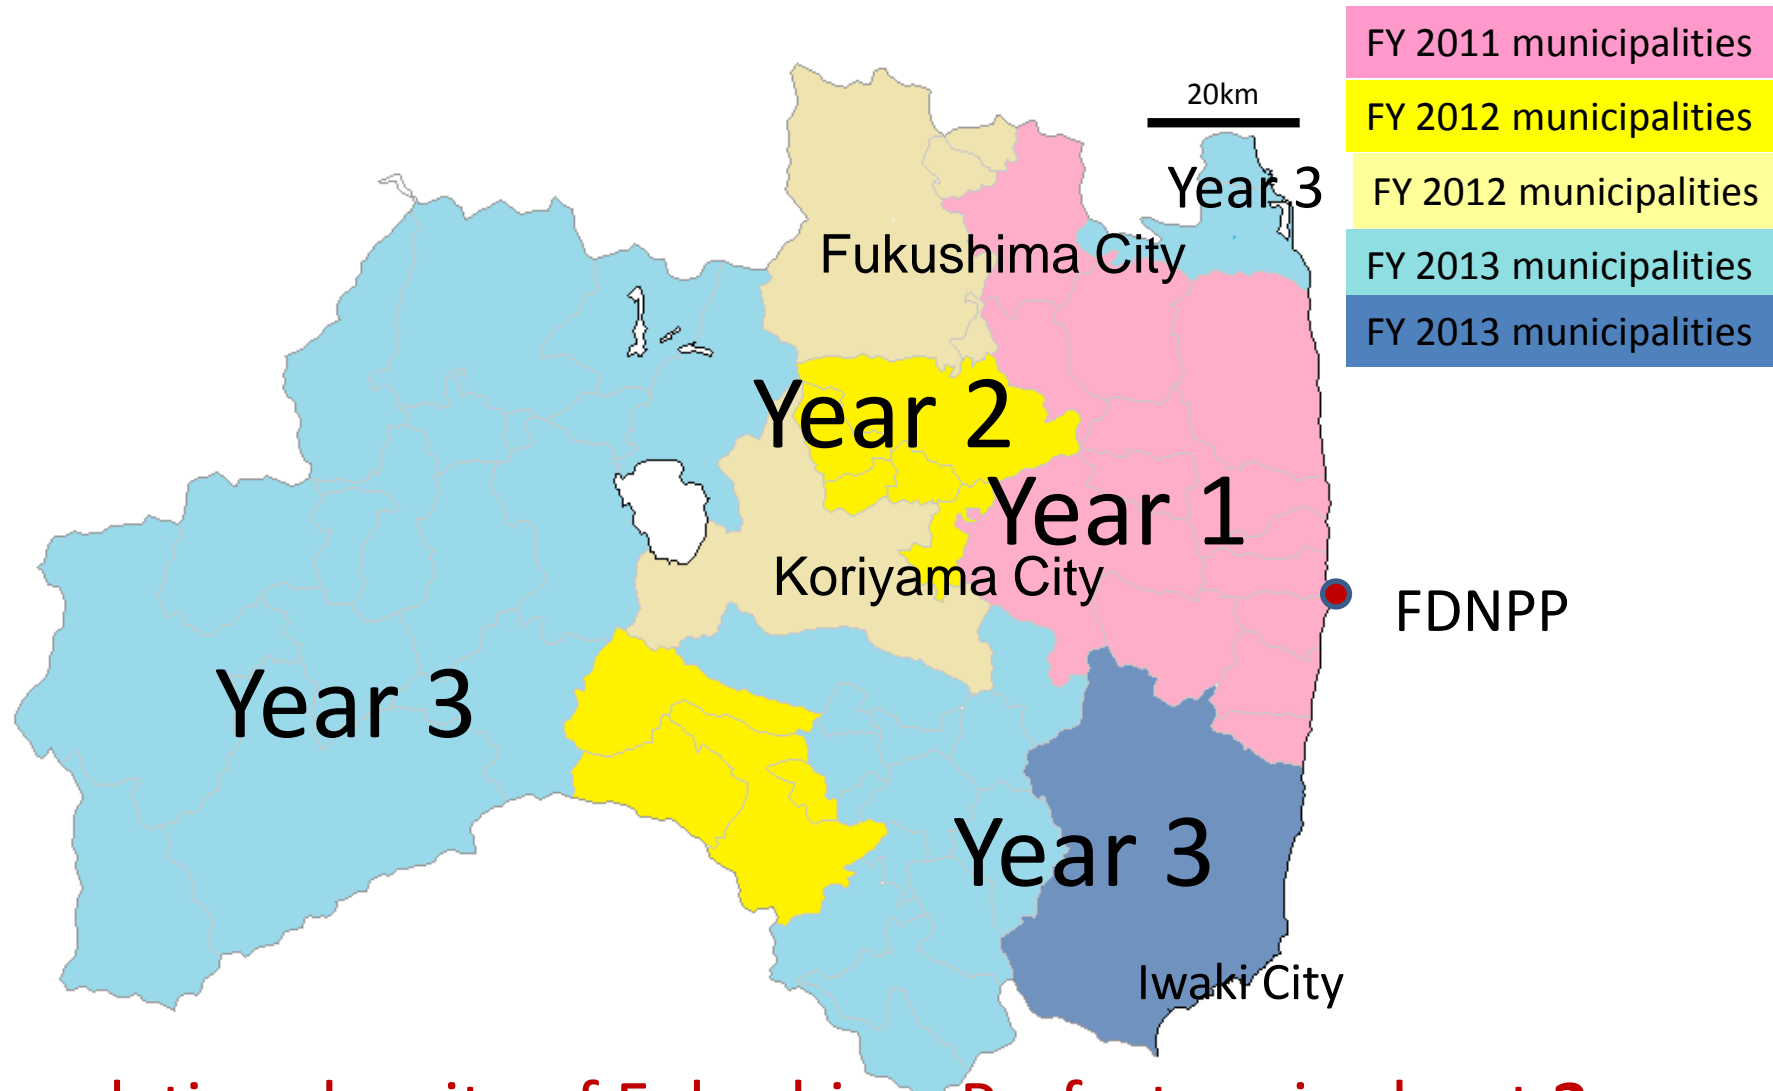 FY 2011 municipalities
20km
FY 2012 municipalities
Year 3
FY 2012 municipalities
Fukushima City
FY 2013 municipalities
FY 2013 municipalities
Year 2
Year 1
Koriyama City
FDNPP
Year 3
Year 3
Iwaki City